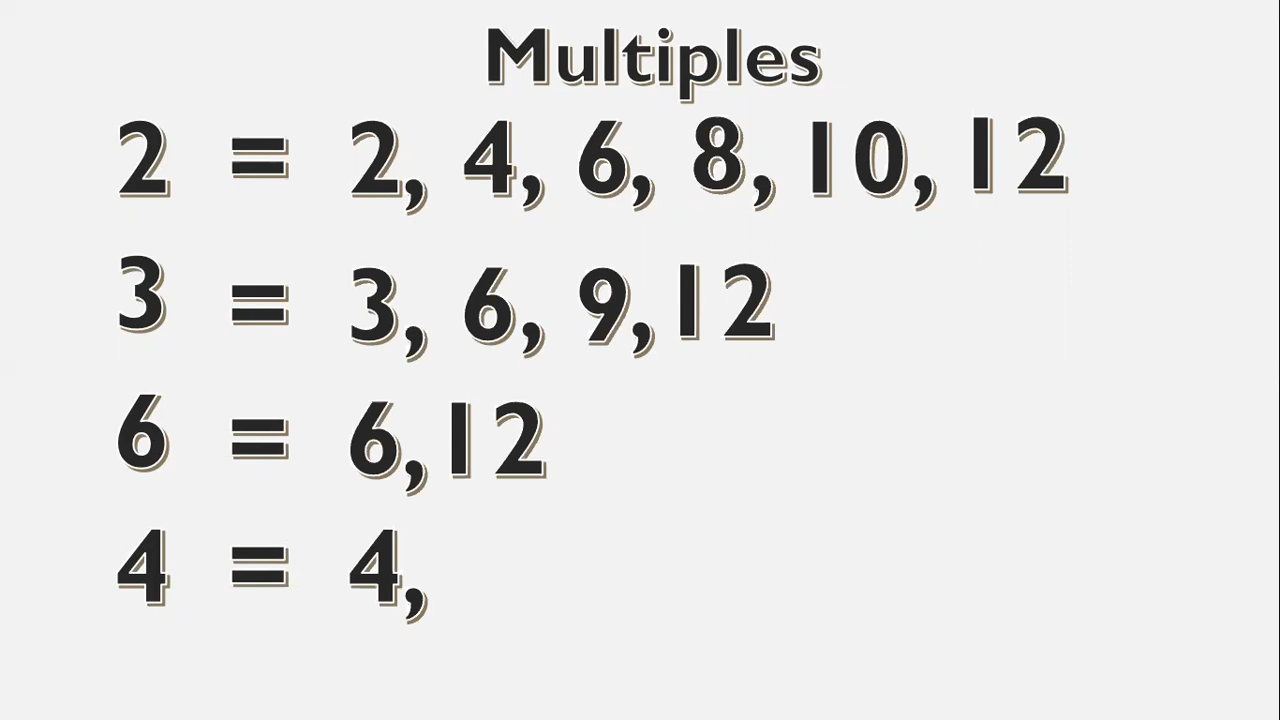 Multiples
2 = 2, 4, 6, 8, 10, 12
3 = 3, 6, 9, 12
6 = 6, 12
4 = 4,